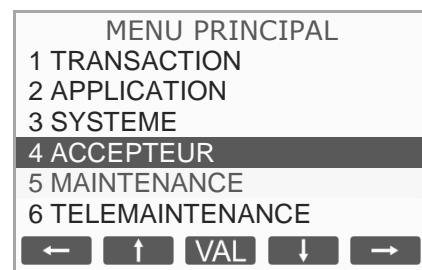 MENU PRINCIPAL
1 TRANSACTION
2 APPLICATION
3 SYSTEME
4 ACCEPTEUR
5 MAINTENANCE
6 TELEMAINTENANCE
← ↑ VAL ↓ →